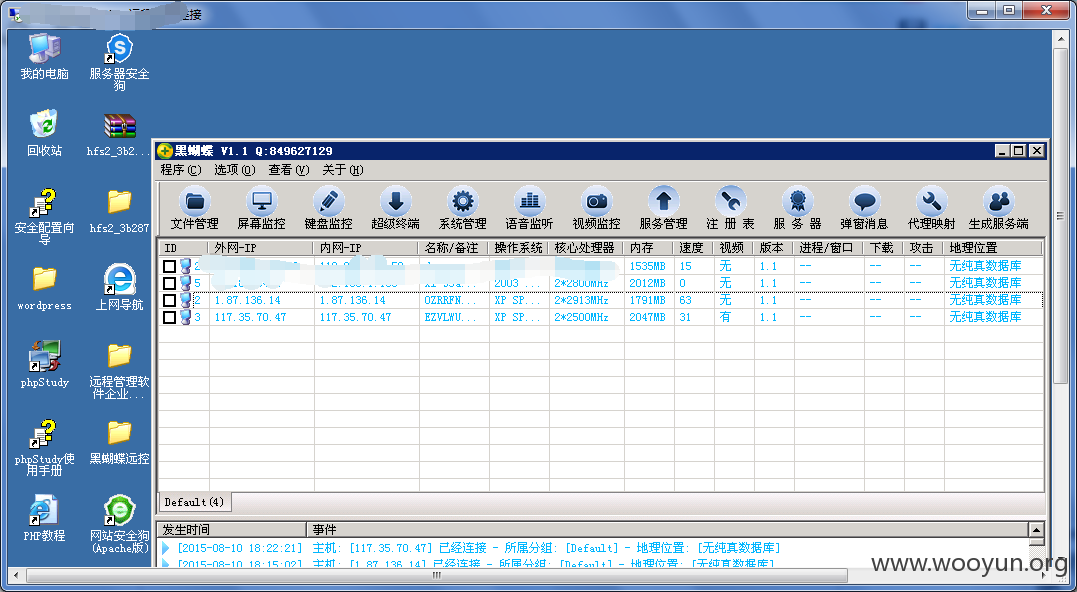 连接
我的电脑
服务器安全狗
回收站
hfs2_3b2...
安全配置向导
hfs2_3b287
wordpress
上网导航
phpStudy
远程管理软件企业...
phpStudy使用手册
黑蝴蝶远控
PHP教程
网站安全狗(Apache版)
黑蝴蝶 V1.1 Q:849627129
程序(C) 选项(O) 查看(V) 关于(H)
文件管理 屏幕监控 键盘监控 超级终端 系统管理 语音监听 视频监控 服务管理 注 册 表 服 务 器 弹窗消息 代理映射 生成服务端
ID 外网-IP 内网-IP 名称/备注 操作系统 核心处理器 内存 速度 视频 版本 进程/窗口 下载 攻击 地理位置
2 1535MB 15 无 1.1 -- -- -- 无纯真数据库
5 2003 2*2800MHz 2012MB 0 无 1.1 -- -- -- 无纯真数据库
2 1.87.136.14 1.87.136.14 OZRRFN... XP SP... 2*2913MHz 1791MB 63 无 1.1 -- -- -- 无纯真数据库
3 117.35.70.47 117.35.70.47 EZVLWU... XP SP... 2*2500MHz 2047MB 31 有 1.1 -- -- -- 无纯真数据库
Default(4)
发生时间 事件
[2015-08-10 18:22:21] 主机: [117.35.70.47] 已经连接 - 所属分组: [Default] - 地理位置: [无纯真数据库]
[2015-08-10 18:15:02] 主机: [1.87.136.14] 已经连接 - 所属分组: [Default] - 地理位置: [无纯真数据库]
www.wooyun.org